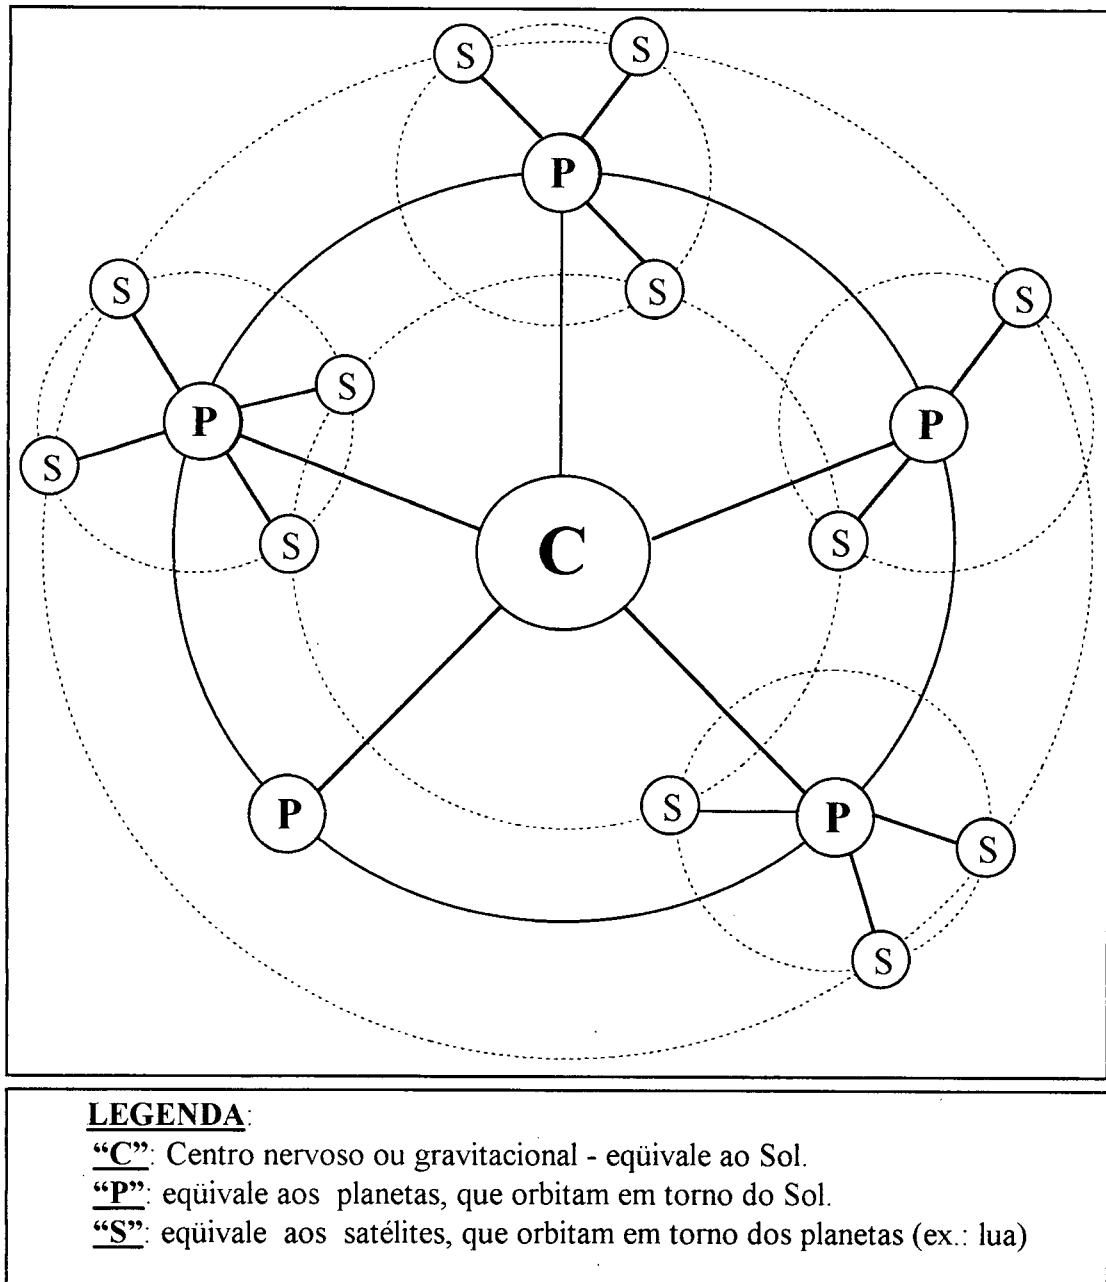 S S
P
S
S S
S
P P
S
S S
C
S P
P S
S
LEGENDA:
“C”: Centro nervoso ou gravitacional - eqüivale ao Sol.
“P”: eqüivale aos planetas, que orbitam em torno do Sol.
“S”: eqüivale aos satélites, que orbitam em torno dos planetas (ex.: lua)